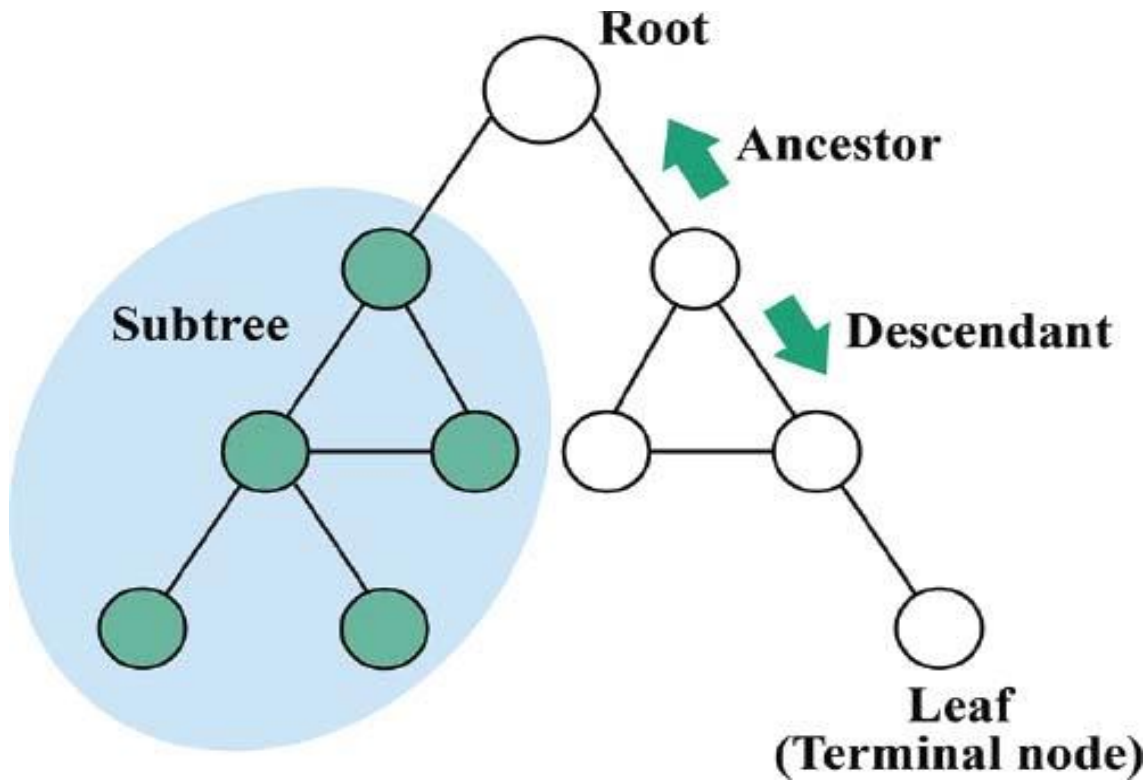 Root
Ancestor
Subtree
Descendant
Leaf
(Terminal node)